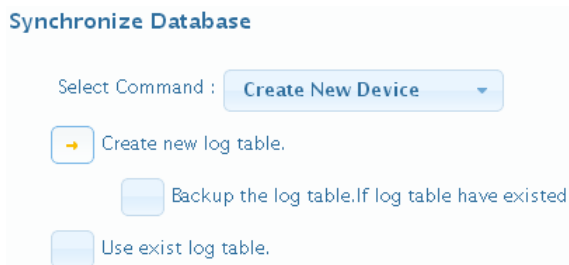 Synchronize Database
Select Command : Create New Device
Create new log table.
Backup the log table.If log table have existed
Use exist log table.